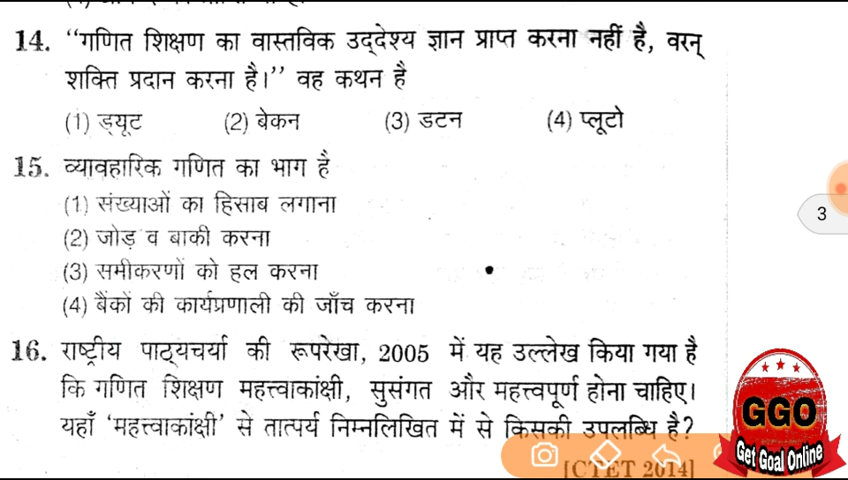 14. “गणित शिक्षण का वास्तविक उद्देश्य ज्ञान प्राप्त करना नहीं है, वरन्
शक्ति प्रदान करना है।” वह कथन है
(1) ड्यूट (2) बेकन (3) डटन (4) प्लूटो
15. व्यावहारिक गणित का भाग है
(1) संख्याओं का हिसाब लगाना
(2) जोड़ व बाकी करना
(3) समीकरणों को हल करना
(4) बैंकों की कार्यप्रणाली की जाँच करना
3
16. राष्ट्रीय पाठ्यचर्या की रूपरेखा, 2005 में यह उल्लेख किया गया है
कि गणित शिक्षण महत्त्वाकांक्षी, सुसंगत और महत्त्वपूर्ण होना चाहिए।
यहाँ ‘महत्त्वाकांक्षी’ से तात्पर्य निम्नलिखित में से किसकी उपलब्धि है?
[CTET 2014]
GGO
Get Goal Online